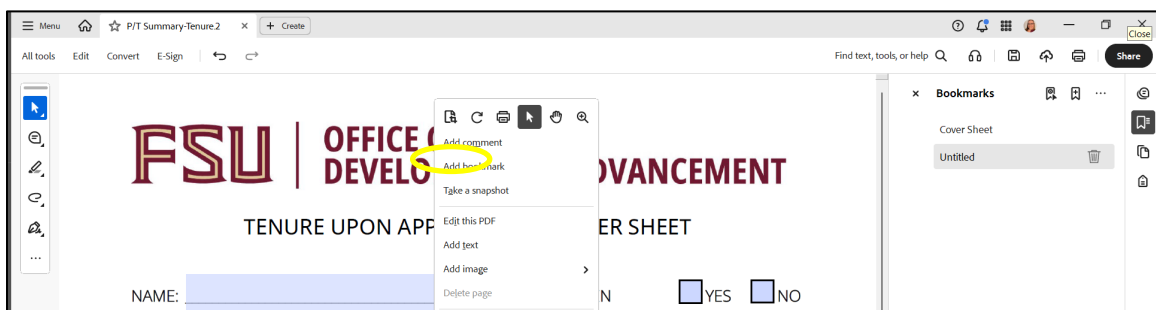 Menu P/T Summary-Tenure.2 × + Create
Close
All tools Edit Convert E-Sign Find text, tools, or help Share
× Bookmarks
Cover Sheet
Untitled
FSU
OFFICE
DEVELO VANCEMENT
TENURE UPON APP ER SHEET
NAME: N YES NO
Add comment
Add bookmark
Take a snapshot
Edit this PDF
Add text
Add image
Delete page